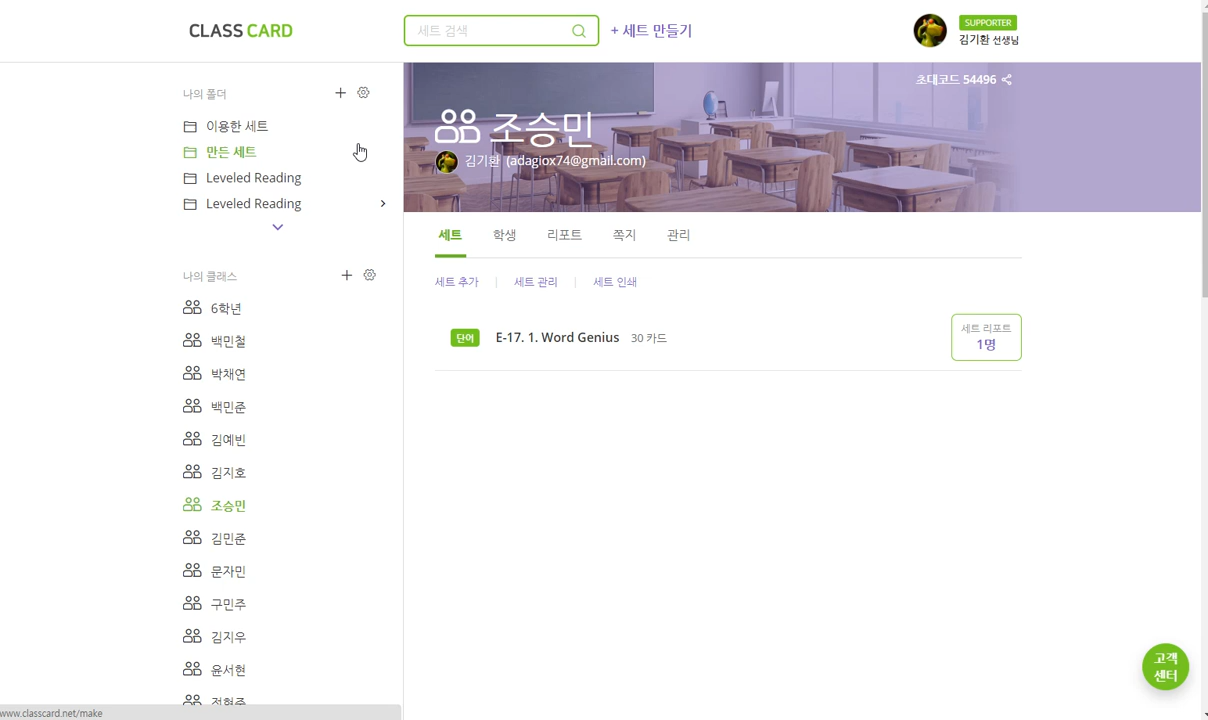 CLASS CARD
세트 검색
+ 세트 만들기
SUPPORTER
김기환 선생님
나의 폴더
이용한 세트
만든 세트
Leveled Reading
Leveled Reading
나의 클래스
6학년
백민철
박채연
백민준
김예빈
김지호
조승민
김민준
문자민
구민주
김지우
윤서현
초대코드 54496
조승민
김기환 (adagiox74@gmail.com)
세트 학생 리포트 쪽지 관리
세트 추가 | 세트 관리 | 세트 인쇄
단어 E-17. 1. Word Genius 30 카드
세트 리포트
1명
고객
센터
www.classcard.net/make